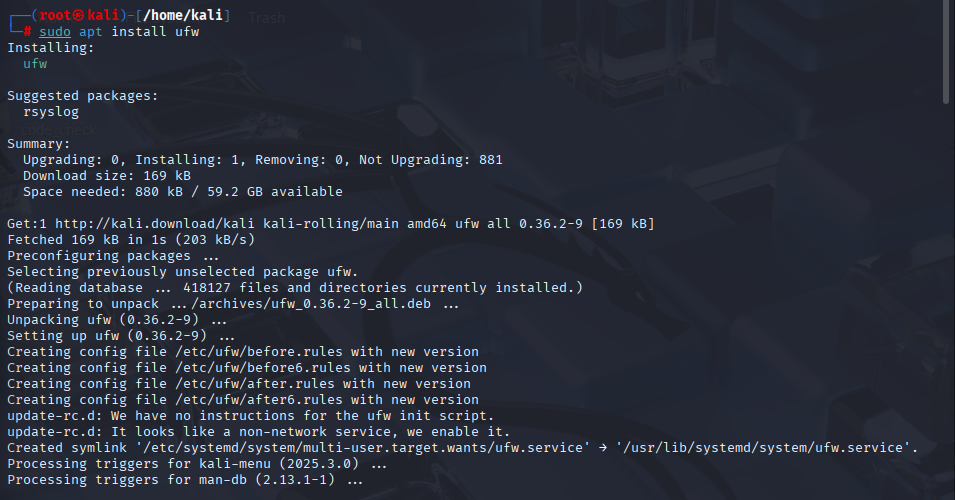 Trash
┌──(root㉿kali)-[/home/kali]
└─# sudo apt install ufw
Installing:
  ufw

Suggested packages:
  rsyslog

Summary:
  Upgrading: 0, Installing: 1, Removing: 0, Not Upgrading: 881
  Download size: 169 kB
  Space needed: 880 kB / 59.2 GB available

Get:1 http://kali.download/kali kali-rolling/main amd64 ufw all 0.36.2-9 [169 kB]
Fetched 169 kB in 1s (203 kB/s)
Preconfiguring packages ...
Selecting previously unselected package ufw.
(Reading database ... 418127 files and directories currently installed.)
Preparing to unpack .../archives/ufw_0.36.2-9_all.deb ...
Unpacking ufw (0.36.2-9) ...
Setting up ufw (0.36.2-9) ...
Creating config file /etc/ufw/before.rules with new version
Creating config file /etc/ufw/before6.rules with new version
Creating config file /etc/ufw/after.rules with new version
Creating config file /etc/ufw/after6.rules with new version
update-rc.d: We have no instructions for the ufw init script.
update-rc.d: It looks like a non-network service, we enable it.
Created symlink '/etc/systemd/system/multi-user.target.wants/ufw.service' → '/usr/lib/systemd/system/ufw.service'.
Processing triggers for kali-menu (2025.3.0) ...
Processing triggers for man-db (2.13.1-1) ...